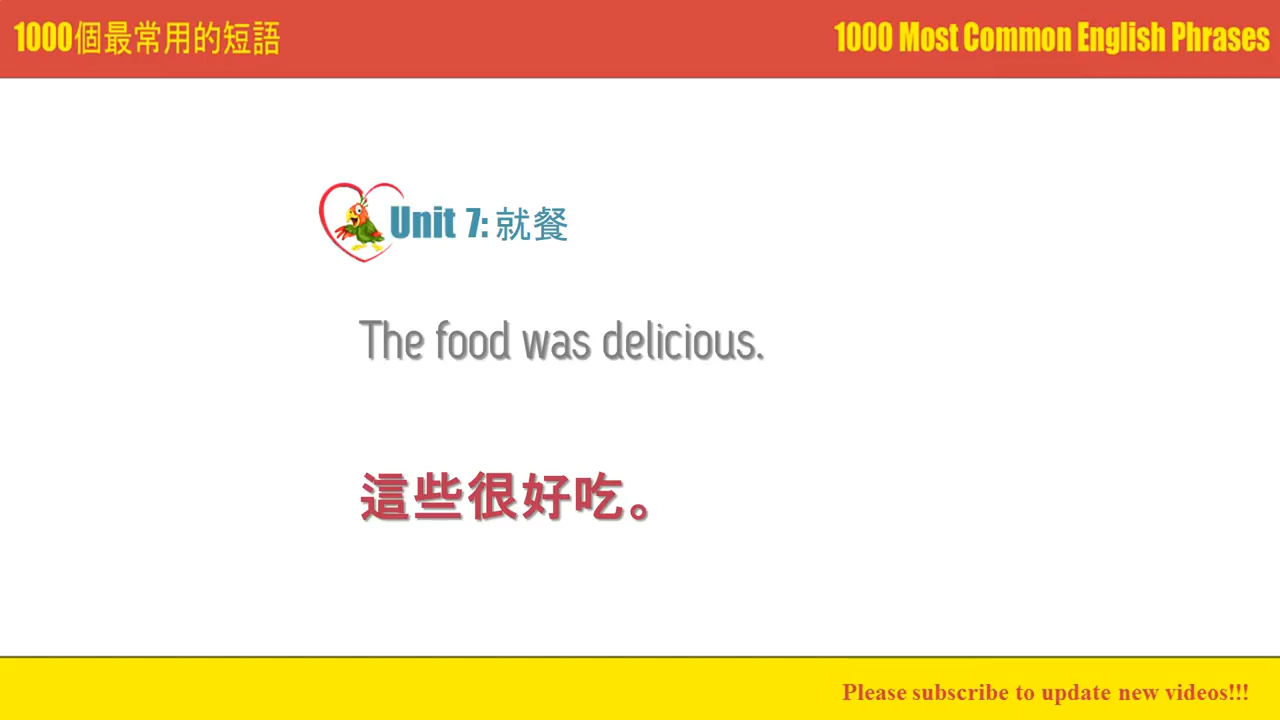 1000個最常用的短語
1000 Most Common English Phrases
Unit 7: 就餐
The food was delicious.
這些很好吃。
Please subscribe to update new videos!!!